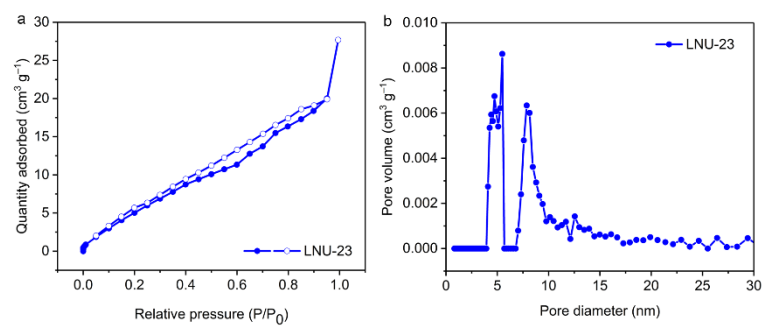 a
30
25
20
15
10
5
0
Quantity adsorbed (cm³ g⁻¹)
LNU-23
0.0 0.2 0.4 0.6 0.8 1.0
Relative pressure (P/P₀)
b
0.010
0.008
0.006
0.004
0.002
0.000
Pore volume (cm³ g⁻¹)
LNU-23
0 5 10 15 20 25 30
Pore diameter (nm)